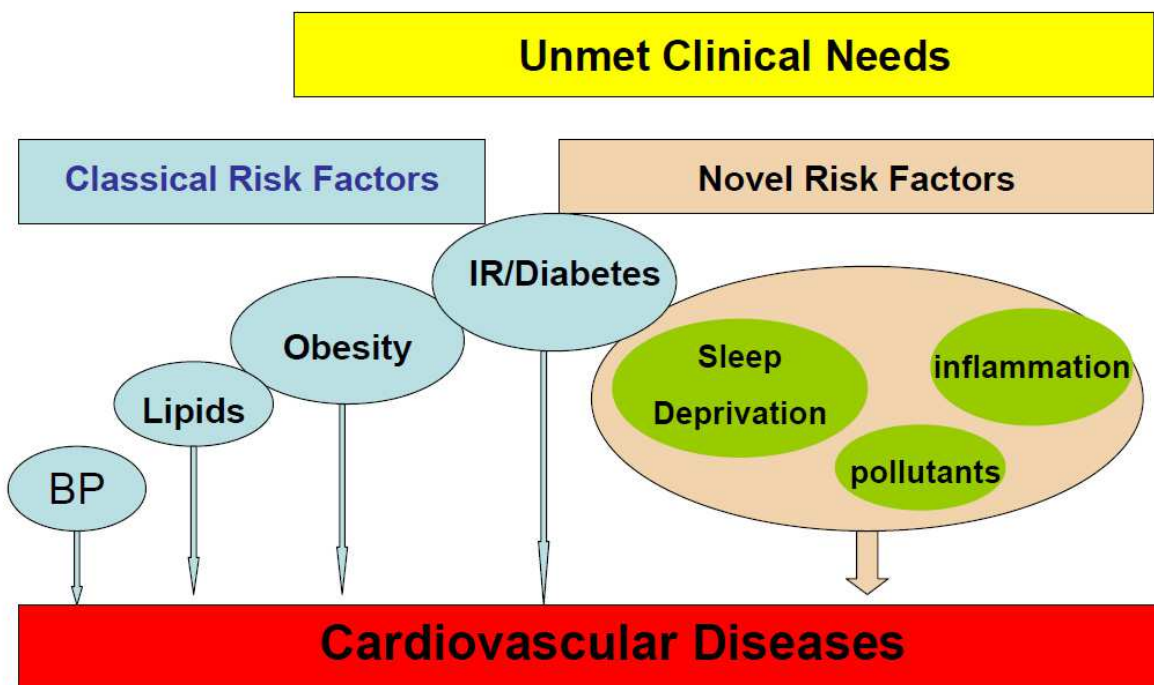 Unmet Clinical Needs
Classical Risk Factors
Novel Risk Factors
IR/Diabetes
Obesity
Lipids
BP
Sleep
Deprivation
inflammation
pollutants
Cardiovascular Diseases